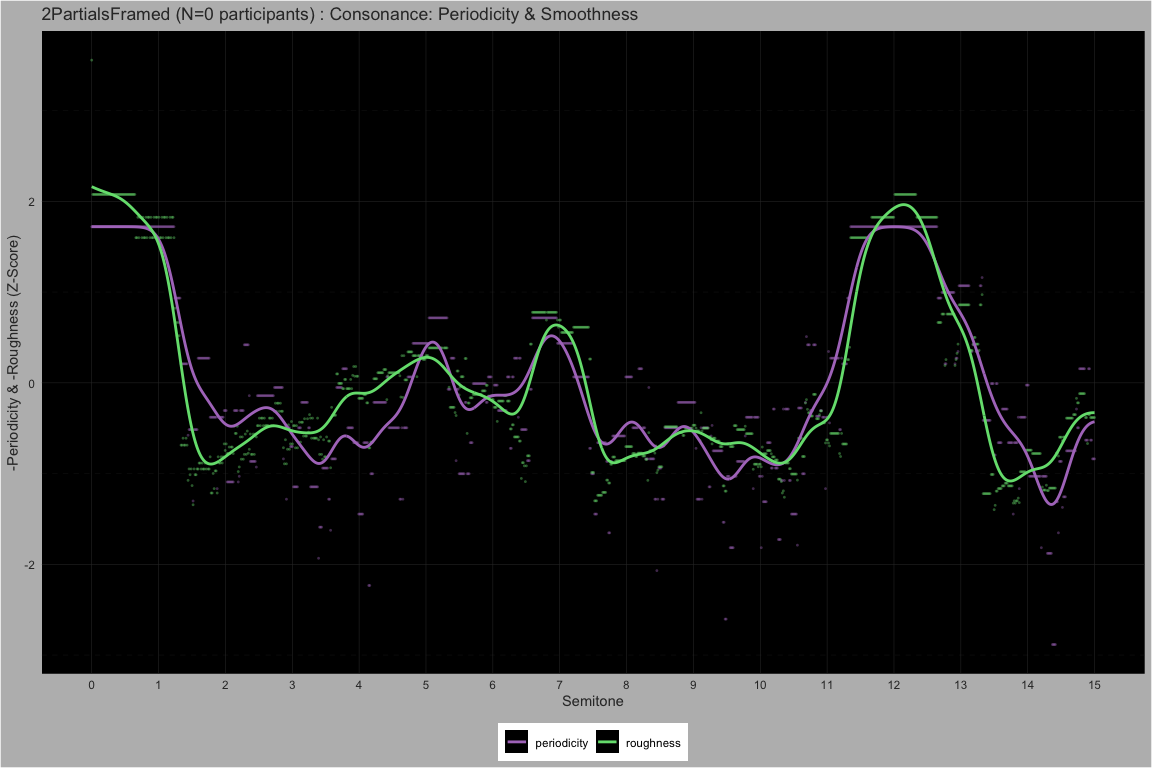 2PartialsFramed (N=0 participants) : Consonance: Periodicity & Smoothness
-Periodicity & -Roughness (Z-Score)
2
0
-2
0 1 2 3 4 5 6 7 8 9 10 11 12 13 14 15
Semitone
periodicity roughness